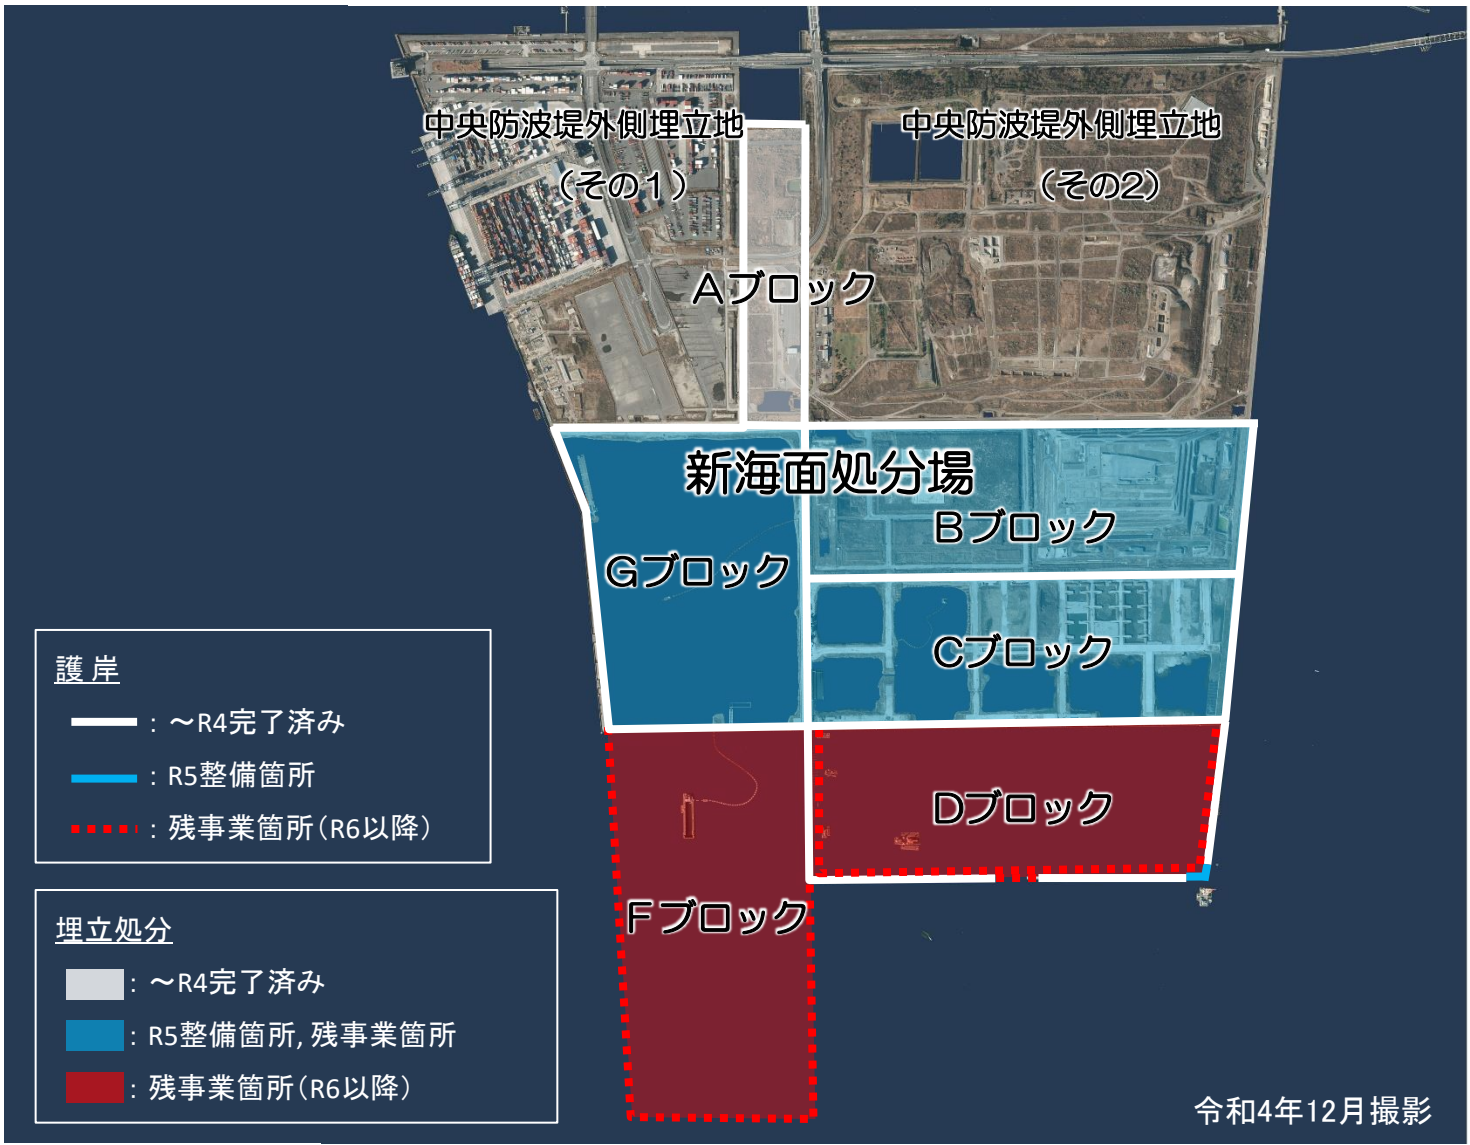 中央防波堤外側埋立地
（その１）
中央防波堤外側埋立地
（その２）
Ａブロック
新海面処分場
Ｂブロック
Ｇブロック
Ｃブロック
Ｄブロック
Ｆブロック
護岸
：～R4完了済み
：R5整備箇所
：残事業箇所（R6以降）
埋立処分
：～R4完了済み
：R5整備箇所，残事業箇所
：残事業箇所（R6以降）
令和4年12月撮影